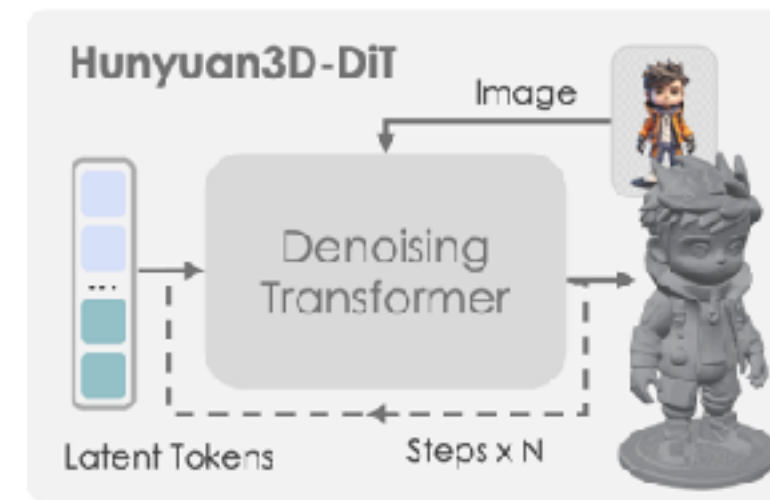 Hunyuan3D-DiT
Image
Denoising
Transformer
...
Latent Tokens
Steps x N